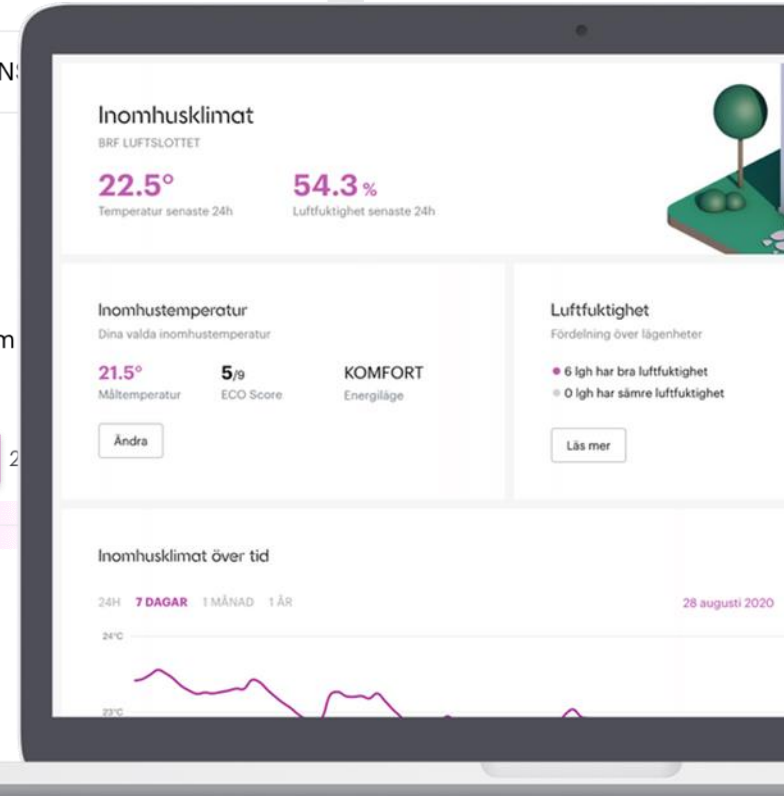 Inomhusklimat
BRF LUFTSLOTTET
22.5° 54.3 %
Temperatur senaste 24h Luftfuktighet senaste 24h
Inomhustemperatur
Dina valda inomhustemperatur
21.5° 5/9 KOMFORT
Måltemperatur ECO Score Energiläge
Ändra
Luftfuktighet
Fördelning över lägenheter
6 lgh har bra luftfuktighet
0 lgh har sämre luftfuktighet
Läs mer
Inomhusklimat över tid
24H 7 DAGAR 1 MÅNAD 1 ÅR 28 augusti 2020
24°C
23°C